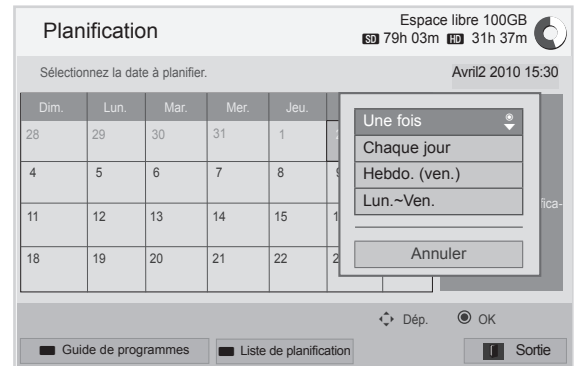 Planification
Espace libre 100GB
SD 79h 03m HD 31h 37m
Sélectionnez la date à planifier.
Avril2 2010 15:30
Dim. Lun. Mar. Mer. Jeu.
28 29 30 31 1
4 5 6 7 8
11 12 13 14 15
18 19 20 21 22
Une fois
Chaque jour
Hebdo. (ven.)
Lun.~Ven.
Annuler
Dép. OK
Guide de programmes Liste de planification Sortie